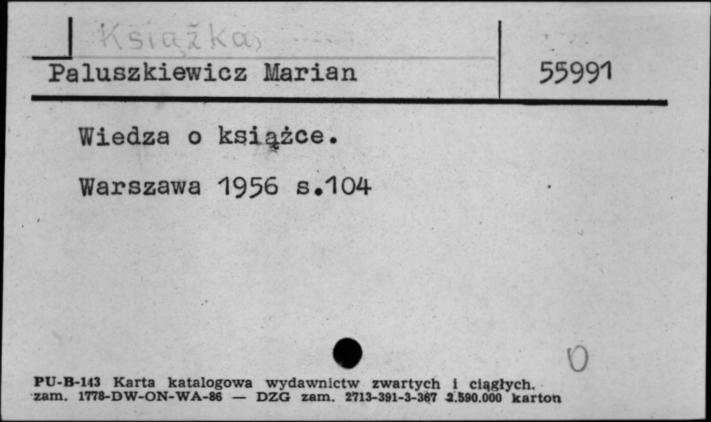 Książka
Paluszkiewicz Marian 55991
Wiedza o książce.
Warszawa 1956 s.104
0
PU-B-143 Karta katalogowa wydawnictw zwartych i ciągłych.
zam. 1778-DW-ON-WA-86 — DZG zam. 2713-391-3-367 2.590.000 karton